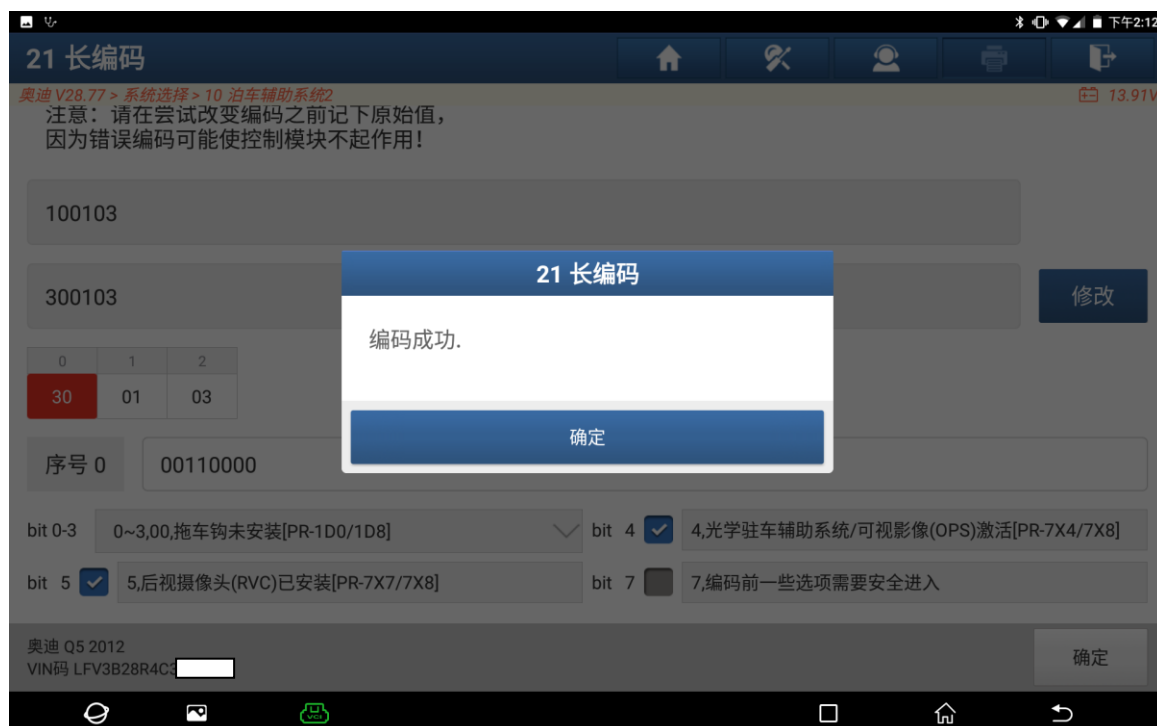 下午2:12
21 长编码
奥迪 V28.77 > 系统选择 > 10 泊车辅助系统2
13.91V
注意：请在尝试改变编码之前记下原始值，
因为错误编码可能使控制模块不起作用！
100103
300103
修改
21 长编码
编码成功.
确定
0 1 2
30 01 03
序号 0 00110000
bit 0-3 0~3,00,拖车钩未安装[PR-1D0/1D8] bit 4 4,光学驻车辅助系统/可视影像(OPS)激活[PR-7X4/7X8]
bit 5 5,后视摄像头(RVC)已安装[PR-7X7/7X8] bit 7 7,编码前一些选项需要安全进入
奥迪 Q5 2012
VIN码 LFV3B28R4C3
确定
VCI